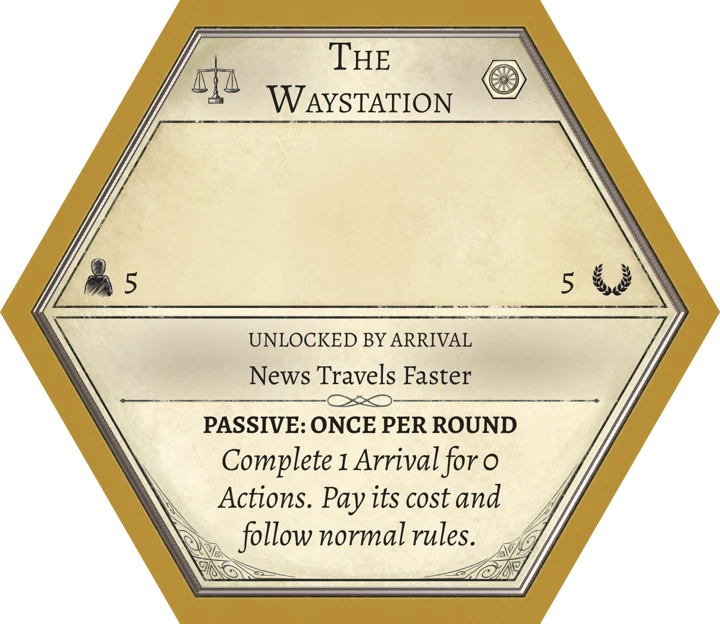 The
Waystation
5
5
UNLOCKED BY ARRIVAL
News Travels Faster
PASSIVE: ONCE PER ROUND
Complete 1 Arrival for 0
Actions. Pay its cost and
follow normal rules.